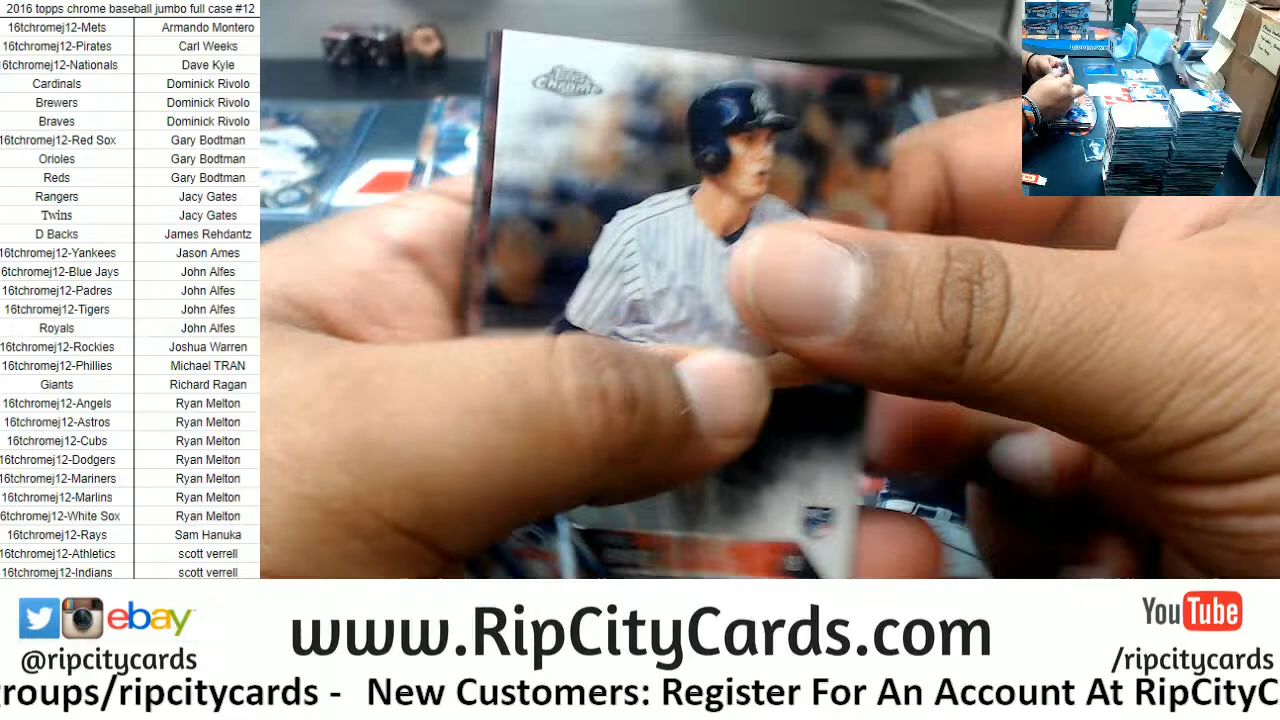 2016 topps chrome baseball jumbo full case #12
16tchromej12-Mets Armando Montero
16tchromej12-Pirates Carl Weeks
16tchromej12-Nationals Dave Kyle
Cardinals Dominick Rivolo
Brewers Dominick Rivolo
Braves Dominick Rivolo
16tchromej12-Red Sox Gary Bodtman
Orioles Gary Bodtman
Reds Gary Bodtman
Rangers Jacy Gates
Twins Jacy Gates
D Backs James Rehdantz
16tchromej12-Yankees Jason Ames
6tchromej12-Blue Jays John Alfes
16tchromej12-Padres John Alfes
16tchromej12-Tigers John Alfes
Royals John Alfes
16tchromej12-Rockies Joshua Warren
16tchromej12-Phillies Michael TRAN
Giants Richard Ragan
16tchromej12-Angels Ryan Melton
16tchromej12-Astros Ryan Melton
16tchromej12-Cubs Ryan Melton
16tchromej12-Dodgers Ryan Melton
16tchromej12-Mariners Ryan Melton
16tchromej12-Marlins Ryan Melton
6tchromej12-White Sox Ryan Melton
16tchromej12-Rays Sam Hanuka
16tchromej12-Athletics scott verrell
16tchromej12-Indians scott verrell
Topps Chrome
ebay
@ripcitycards
www.RipCityCards.com
YouTube
/ripcitycards
groups/ripcitycards - New Customers: Register For An Account At RipCityC